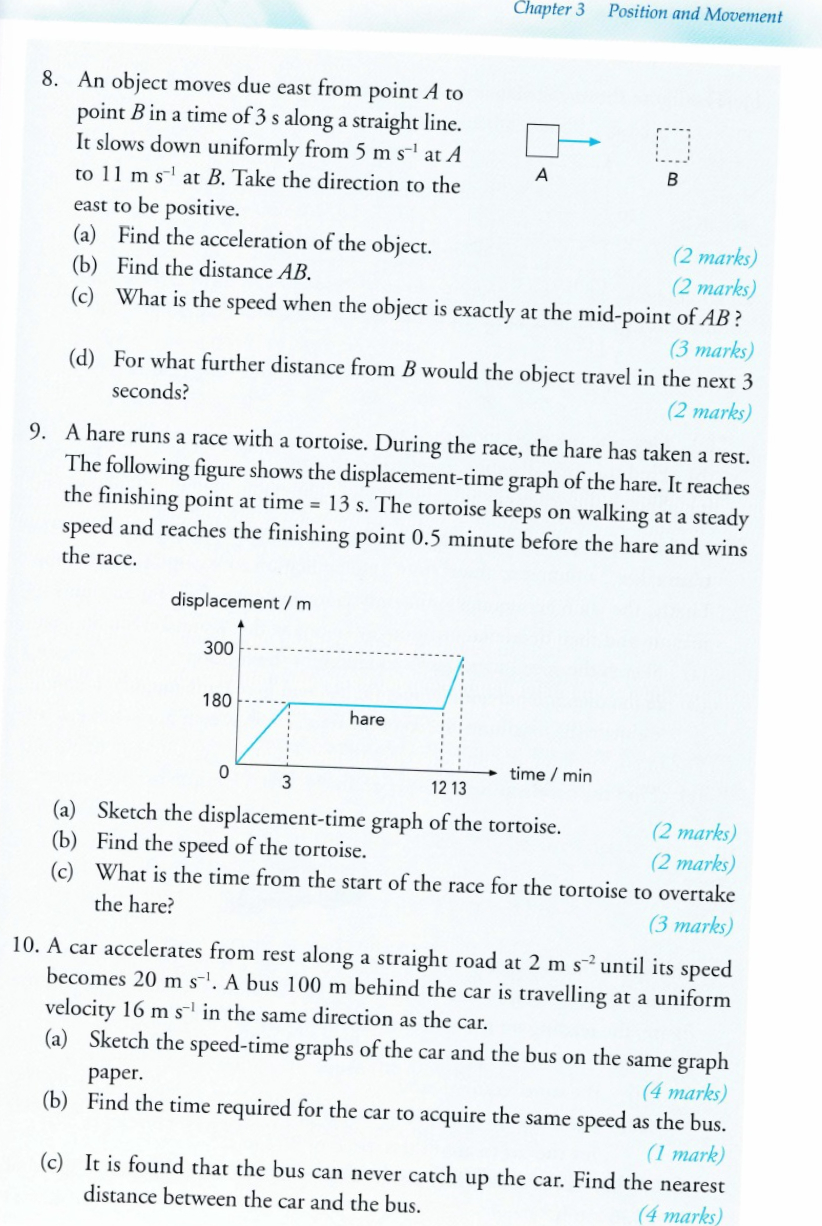 Chapter 3 Position and Movement
8. An object moves due east from point A to
point B in a time of 3 s along a straight line.
It slows down uniformly from 5 m s⁻¹ at A
to 11 m s⁻¹ at B. Take the direction to the
east to be positive.
A
B
(a) Find the acceleration of the object.
(2 marks)
(b) Find the distance AB.
(2 marks)
(c) What is the speed when the object is exactly at the mid-point of AB ?
(3 marks)
(d) For what further distance from B would the object travel in the next 3
seconds?
(2 marks)
9. A hare runs a race with a tortoise. During the race, the hare has taken a rest.
The following figure shows the displacement-time graph of the hare. It reaches
the finishing point at time = 13 s. The tortoise keeps on walking at a steady
speed and reaches the finishing point 0.5 minute before the hare and wins
the race.
displacement / m
300
180
hare
0
3
12 13
time / min
(a) Sketch the displacement-time graph of the tortoise.
(2 marks)
(b) Find the speed of the tortoise.
(2 marks)
(c) What is the time from the start of the race for the tortoise to overtake
the hare?
(3 marks)
10. A car accelerates from rest along a straight road at 2 m s⁻² until its speed
becomes 20 m s⁻¹. A bus 100 m behind the car is travelling at a uniform
velocity 16 m s⁻¹ in the same direction as the car.
(a) Sketch the speed-time graphs of the car and the bus on the same graph
paper.
(4 marks)
(b) Find the time required for the car to acquire the same speed as the bus.
(1 mark)
(c) It is found that the bus can never catch up the car. Find the nearest
distance between the car and the bus.
(4 marks)